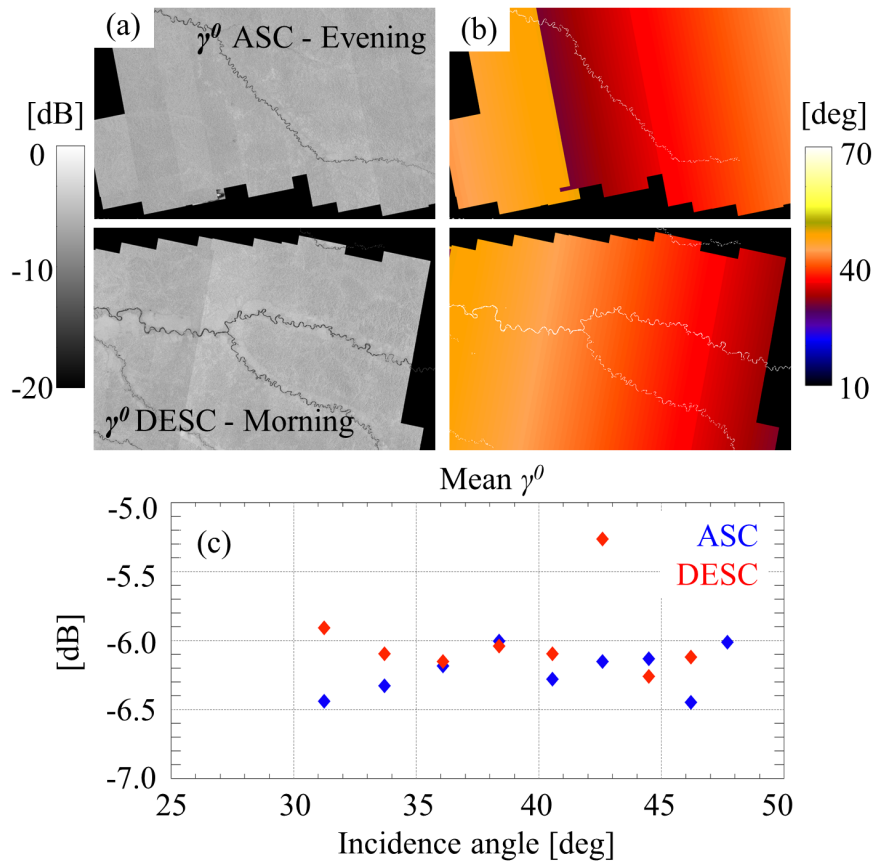 (a)
γ⁰ ASC - Evening
(b)
[dB]
0
-10
-20
[deg]
70
40
10
γ⁰ DESC - Morning
Mean γ⁰
(c)
ASC
DESC
[dB]
-5.0
-5.5
-6.0
-6.5
-7.0
25
31
35
40
45
50
Incidence angle [deg]